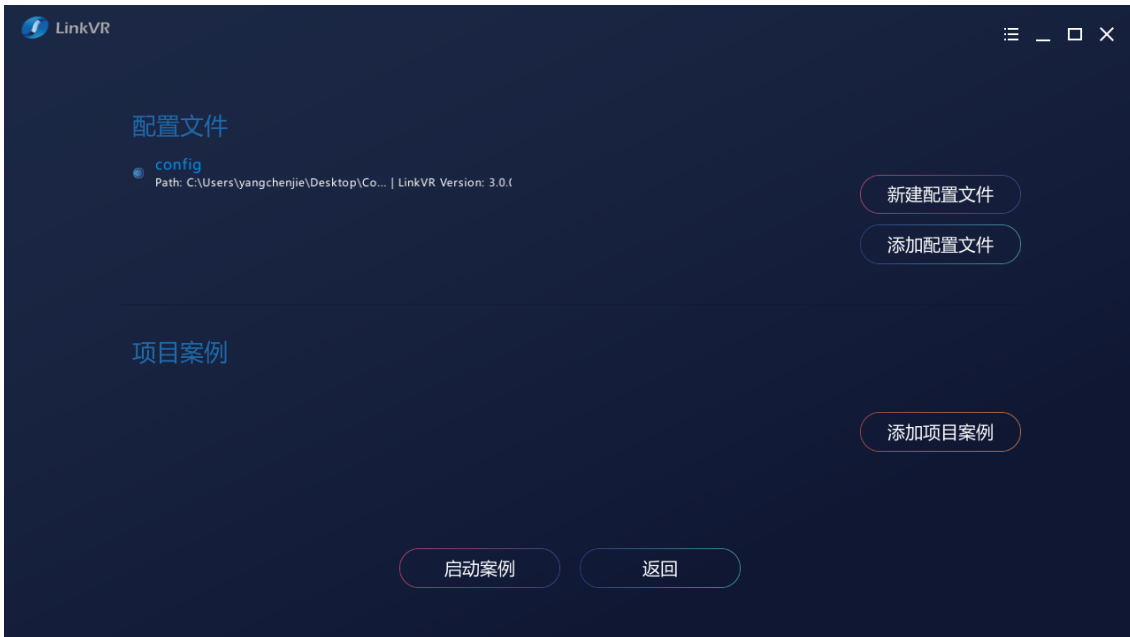 LinkVR
配置文件
config
Path: C:\Users\yangchenjie\Desktop\Co... | LinkVR Version: 3.0.(
新建配置文件
添加配置文件
项目案例
添加项目案例
启动案例
返回